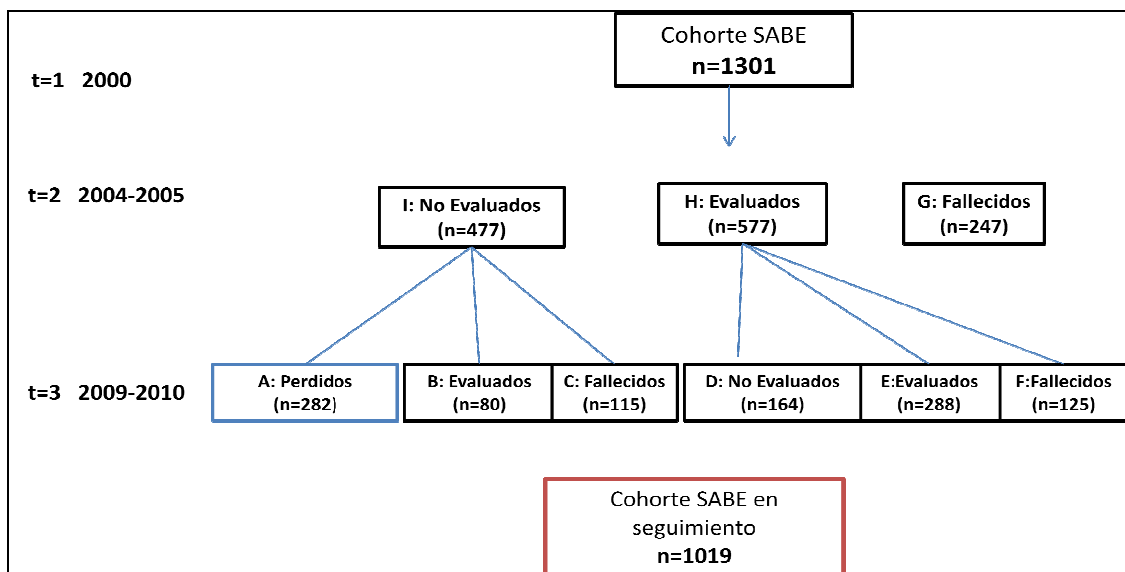 Cohorte SABE
n=1301
t=1 2000
t=2 2004-2005
I: No Evaluados
(n=477)
H: Evaluados
(n=577)
G: Fallecidos
(n=247)
t=3 2009-2010
A: Perdidos
(n=282)
B: Evaluados
(n=80)
C: Fallecidos
(n=115)
D: No Evaluados
(n=164)
E:Evaluados
(n=288)
F:Fallecidos
(n=125)
Cohorte SABE en
seguimiento
n=1019